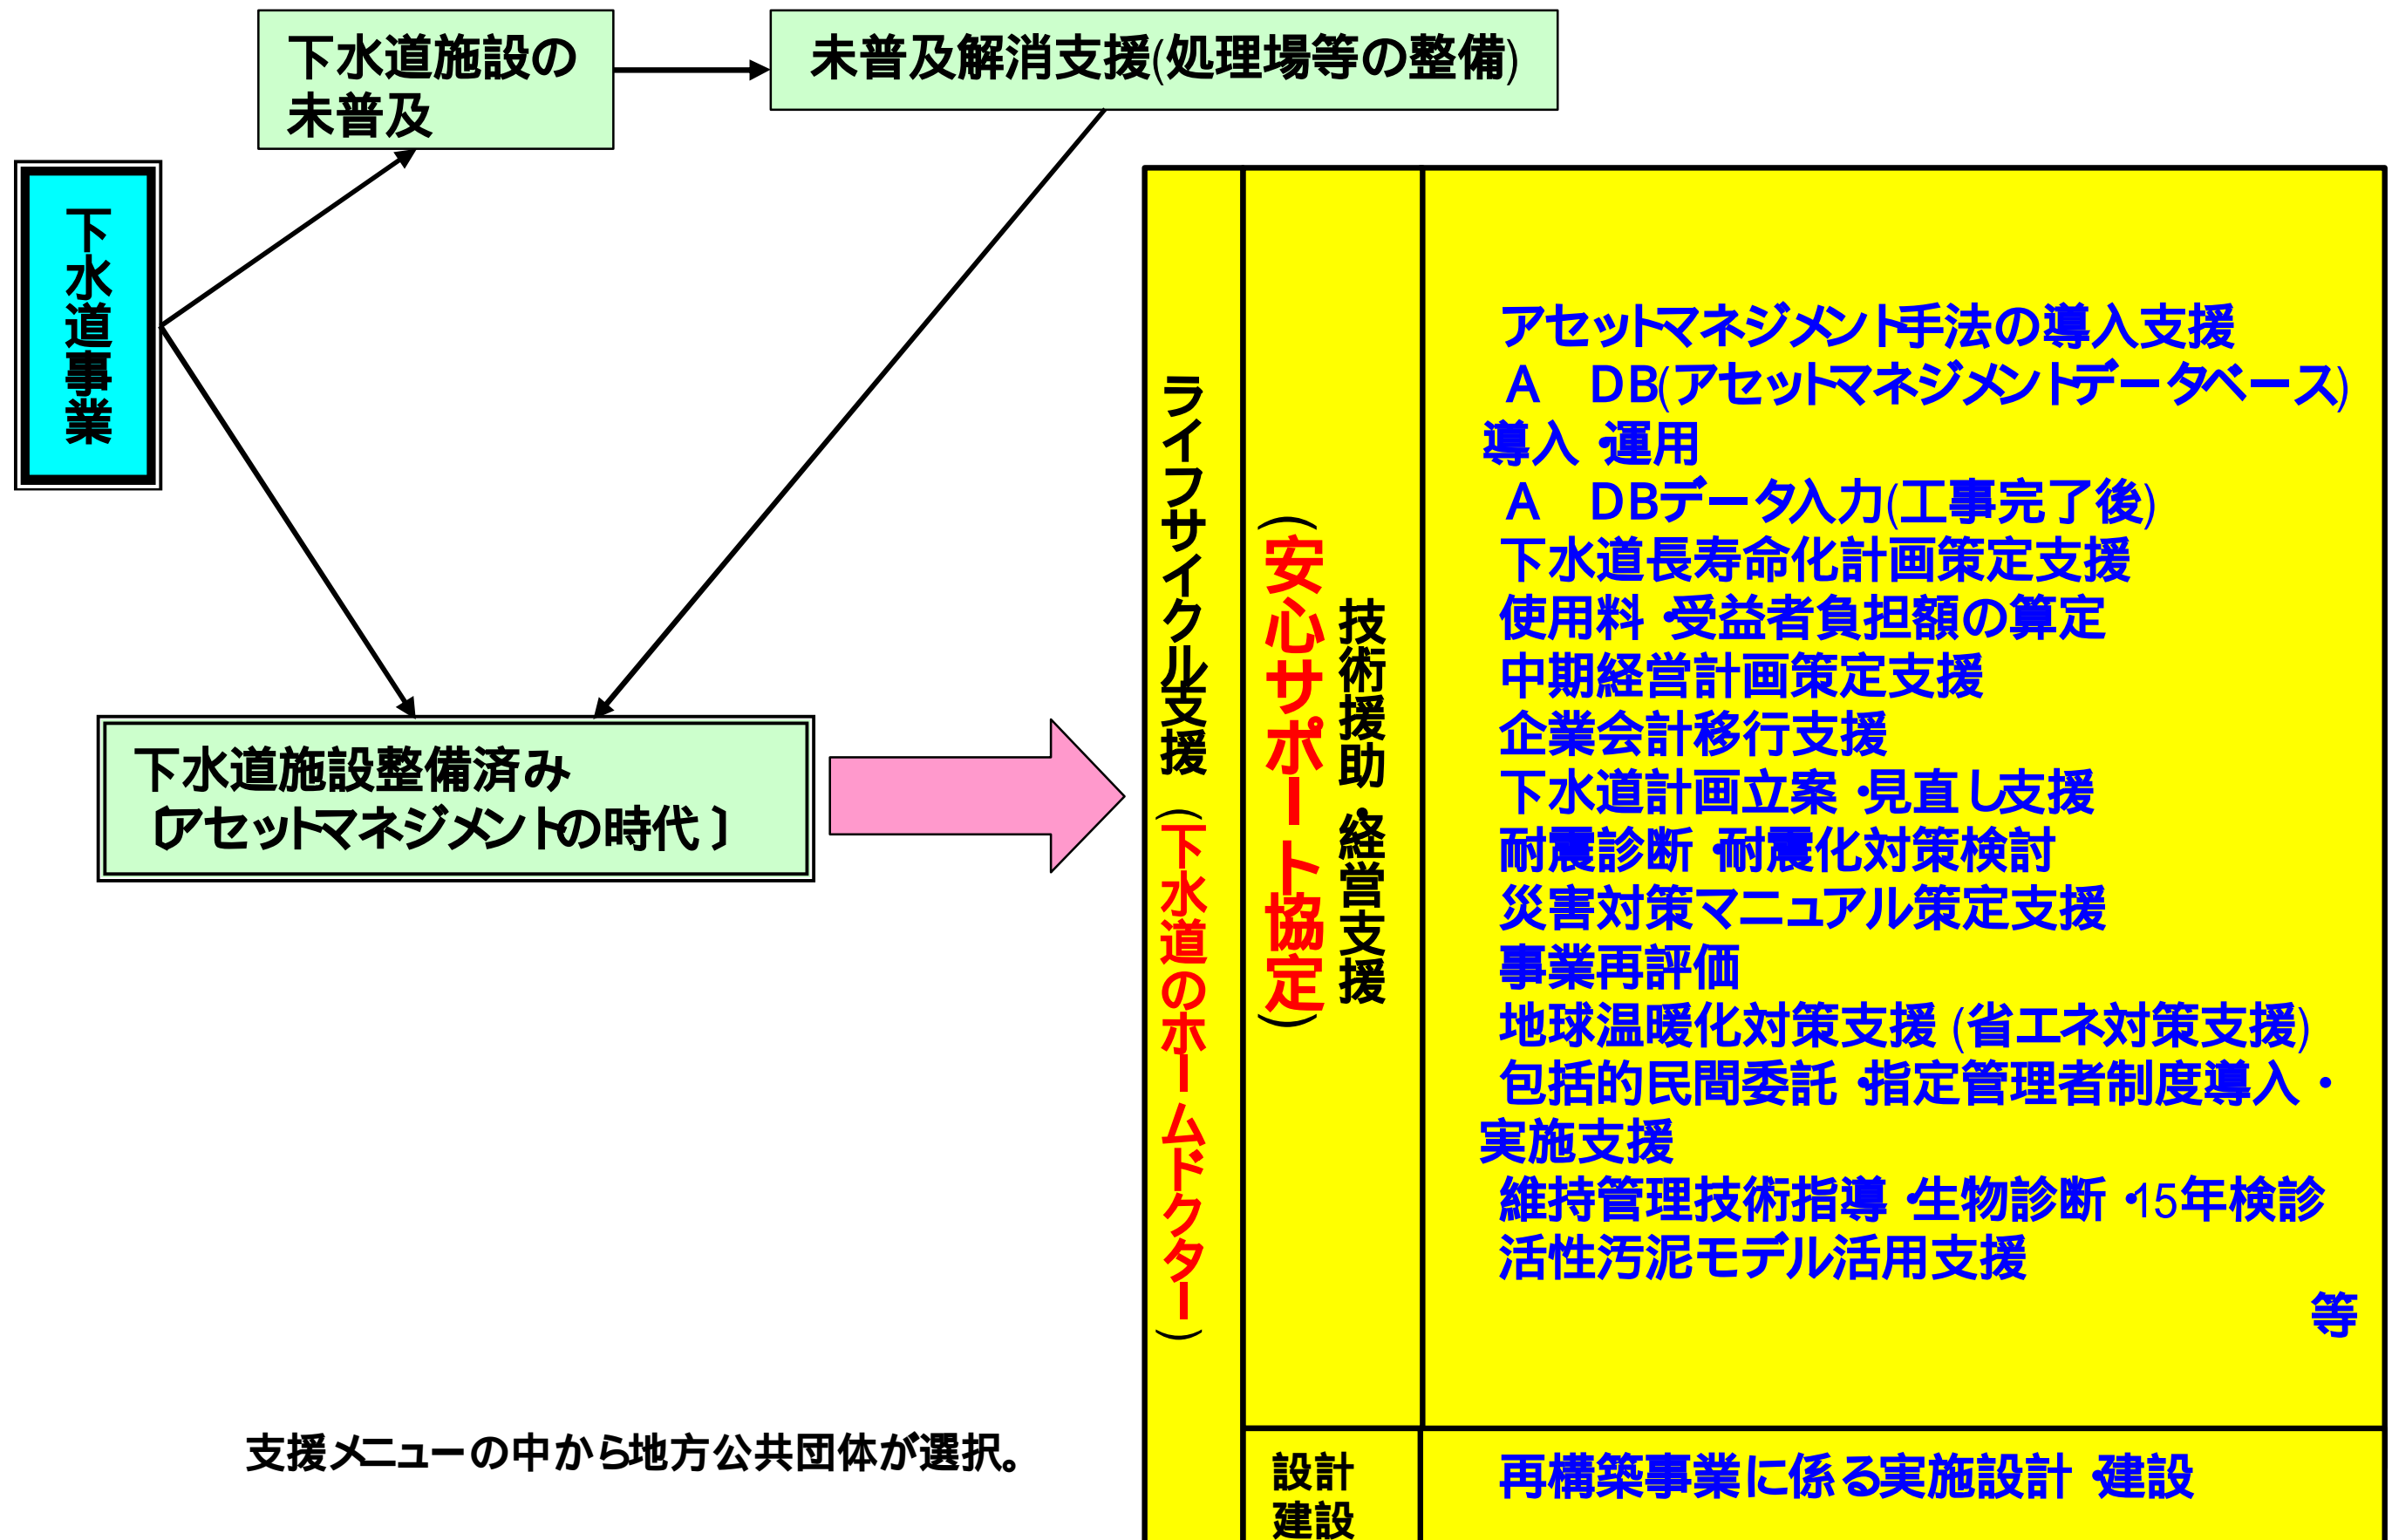 下水道施設の
未普及
未普及解消支援(処理場等の整備)
下水道事業
下水道施設整備済み
〔アセットマネジメントの時代〕
支援メニューの中から地方公共団体が選択。
ライフサイクル支援(下水道のホームドクター)
技術援助・経営支援
(安心サポート協定)
アセットマネジメント手法の導入支援
A DB(アセットマネジメントデータベース)
導入・運用
A DBデータ入力(工事完了後)
下水道長寿命化計画策定支援
使用料・受益者負担額の算定
中期経営計画策定支援
企業会計移行支援
下水道計画立案・見直し支援
耐震診断・耐震化対策検討
災害対策マニュアル策定支援
事業再評価
地球温暖化対策支援(省エネ対策支援)
包括的民間委託・指定管理者制度導入・
実施支援
維持管理技術指導・生物診断・15年検診
活性汚泥モデル活用支援
等
設計
建設
再構築事業に係る実施設計・建設